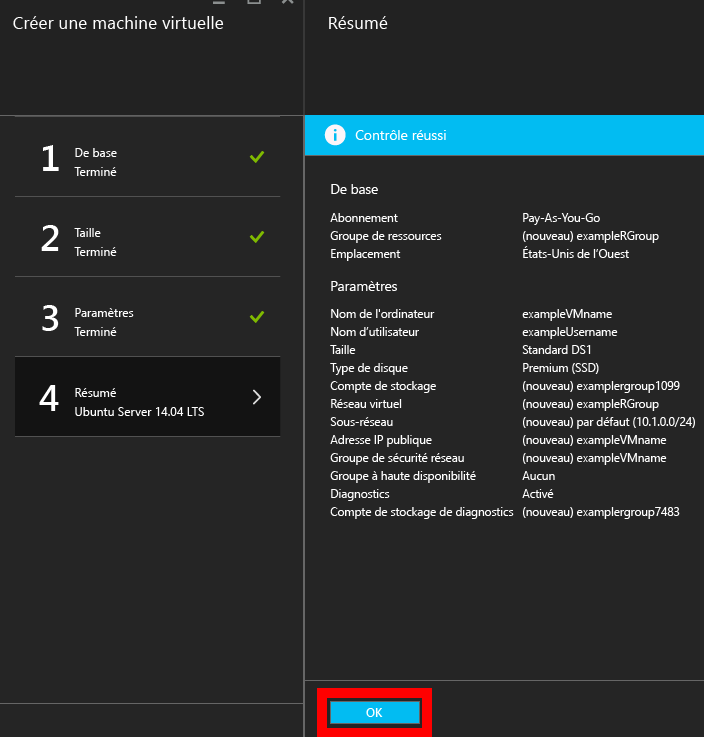 Créer une machine virtuelle
Résumé
1
De base
Terminé
2
Taille
Terminé
3
Paramètres
Terminé
4
Résumé
Ubuntu Server 14.04 LTS
Contrôle réussi
De base
Abonnement Pay-As-You-Go
Groupe de ressources (nouveau) exampleRGroup
Emplacement États-Unis de l'Ouest
Paramètres
Nom de l'ordinateur exampleVMname
Nom d'utilisateur exampleUsername
Taille Standard DS1
Type de disque Premium (SSD)
Compte de stockage (nouveau) examplergroup1099
Réseau virtuel (nouveau) exampleRGroup
Sous-réseau (nouveau) par défaut (10.1.0.0/24)
Adresse IP publique (nouveau) exampleVMname
Groupe de sécurité réseau (nouveau) exampleVMname
Groupe à haute disponibilité Aucun
Diagnostics Activé
Compte de stockage de diagnostics (nouveau) examplergroup7483
OK